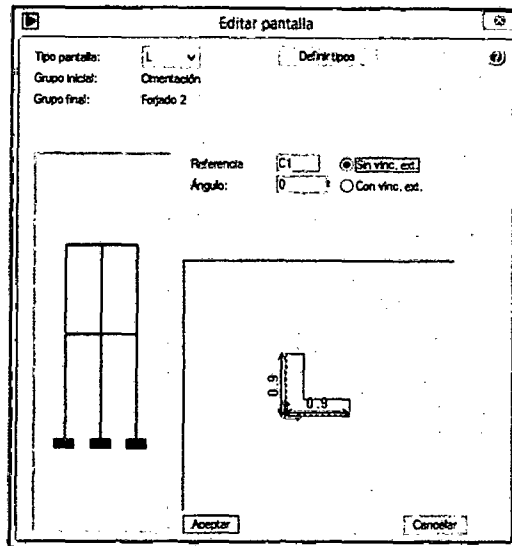 Editar pantalla
Tipo pantalla: L Definir tipos
Grupo Inicial: Cimentación
Grupo final: Forjado 2
Referencia C1 Sin vinc. ext.
Ángulo: 0 ° Con vinc. ext.
0.9
0.9
Aceptar Cancelar